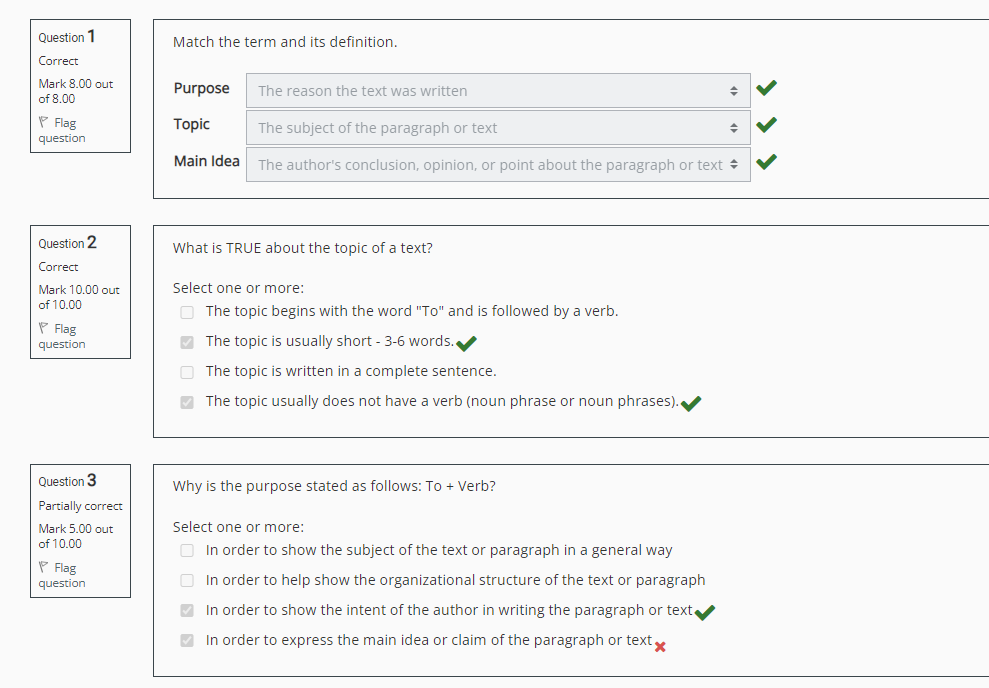 Question 1
Correct
Mark 8.00 out
of 8.00
Flag
question
Match the term and its definition.
Purpose The reason the text was written
Topic The subject of the paragraph or text
Main Idea The author's conclusion, opinion, or point about the paragraph or text
Question 2
Correct
Mark 10.00 out
of 10.00
Flag
question
What is TRUE about the topic of a text?
Select one or more:
The topic begins with the word "To" and is followed by a verb.
The topic is usually short - 3-6 words.
The topic is written in a complete sentence.
The topic usually does not have a verb (noun phrase or noun phrases).
Question 3
Partially correct
Mark 5.00 out
of 10.00
Flag
question
Why is the purpose stated as follows: To + Verb?
Select one or more:
In order to show the subject of the text or paragraph in a general way
In order to help show the organizational structure of the text or paragraph
In order to show the intent of the author in writing the paragraph or text
In order to express the main idea or claim of the paragraph or text